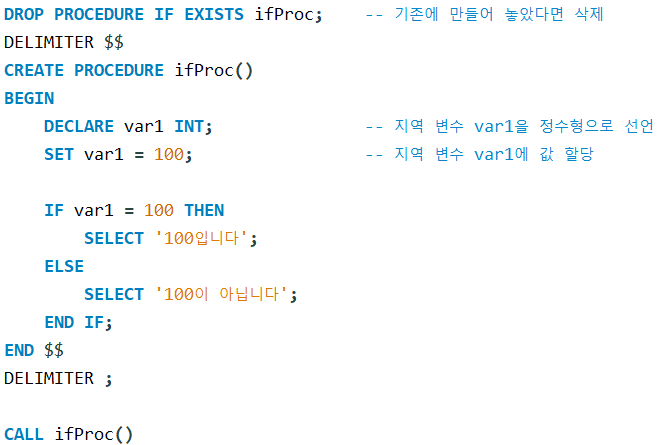 DROP PROCEDURE IF EXISTS ifProc;    -- 기존에 만들어 놓았다면 삭제
DELIMITER $$
CREATE PROCEDURE ifProc()
BEGIN
    DECLARE var1 INT;               -- 지역 변수 var1을 정수형으로 선언
    SET var1 = 100;                 -- 지역 변수 var1에 값 할당

    IF var1 = 100 THEN
        SELECT '100입니다';
    ELSE
        SELECT '100이 아닙니다';
    END IF;
END $$
DELIMITER ;

CALL ifProc()